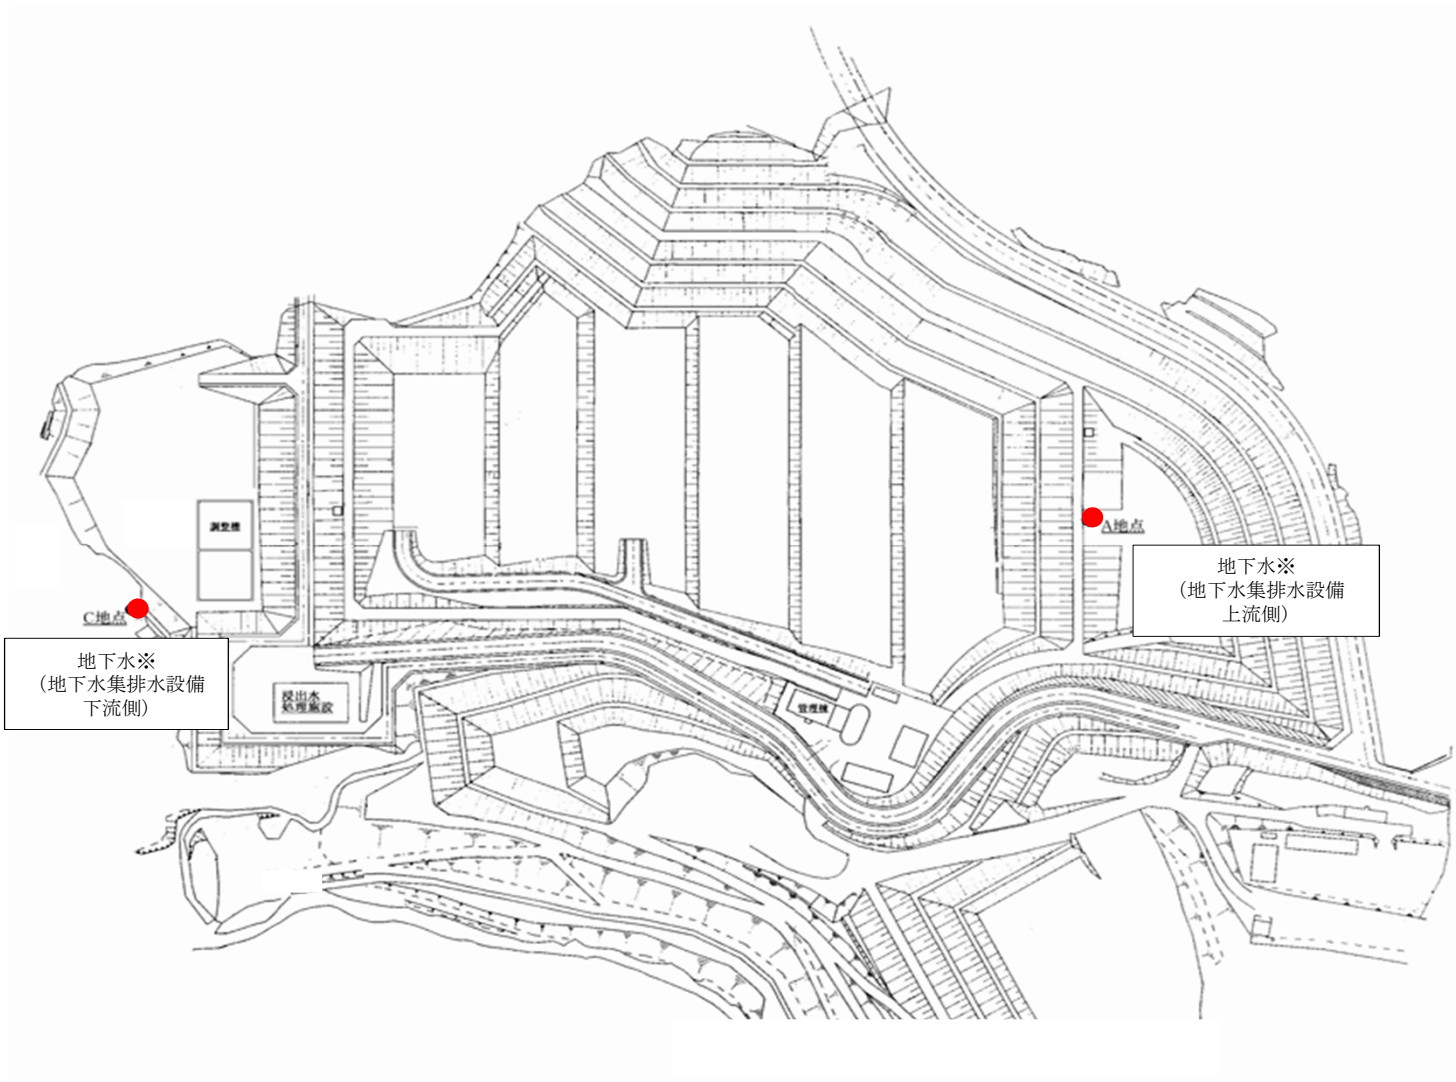 調整槽
A地点
地下水※
（地下水集排水設備
上流側）
C地点
地下水※
（地下水集排水設備
下流側）
浸出水
処理施設
管理棟